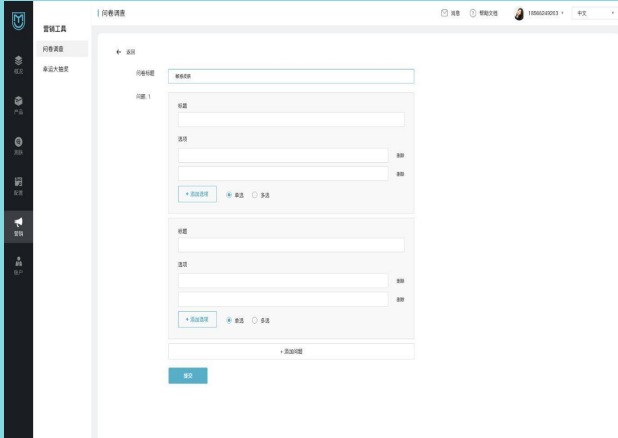 营销工具
问卷调查
幸运大抽奖
概览
产品
配置
营销
账户
问卷调查
消息
帮助文档
中文
返回
问卷标题
问题. 1
标题
选项
删除
删除
+ 添加选项
单选
多选
标题
选项
删除
删除
+ 添加选项
单选
多选
+ 添加问题
提交